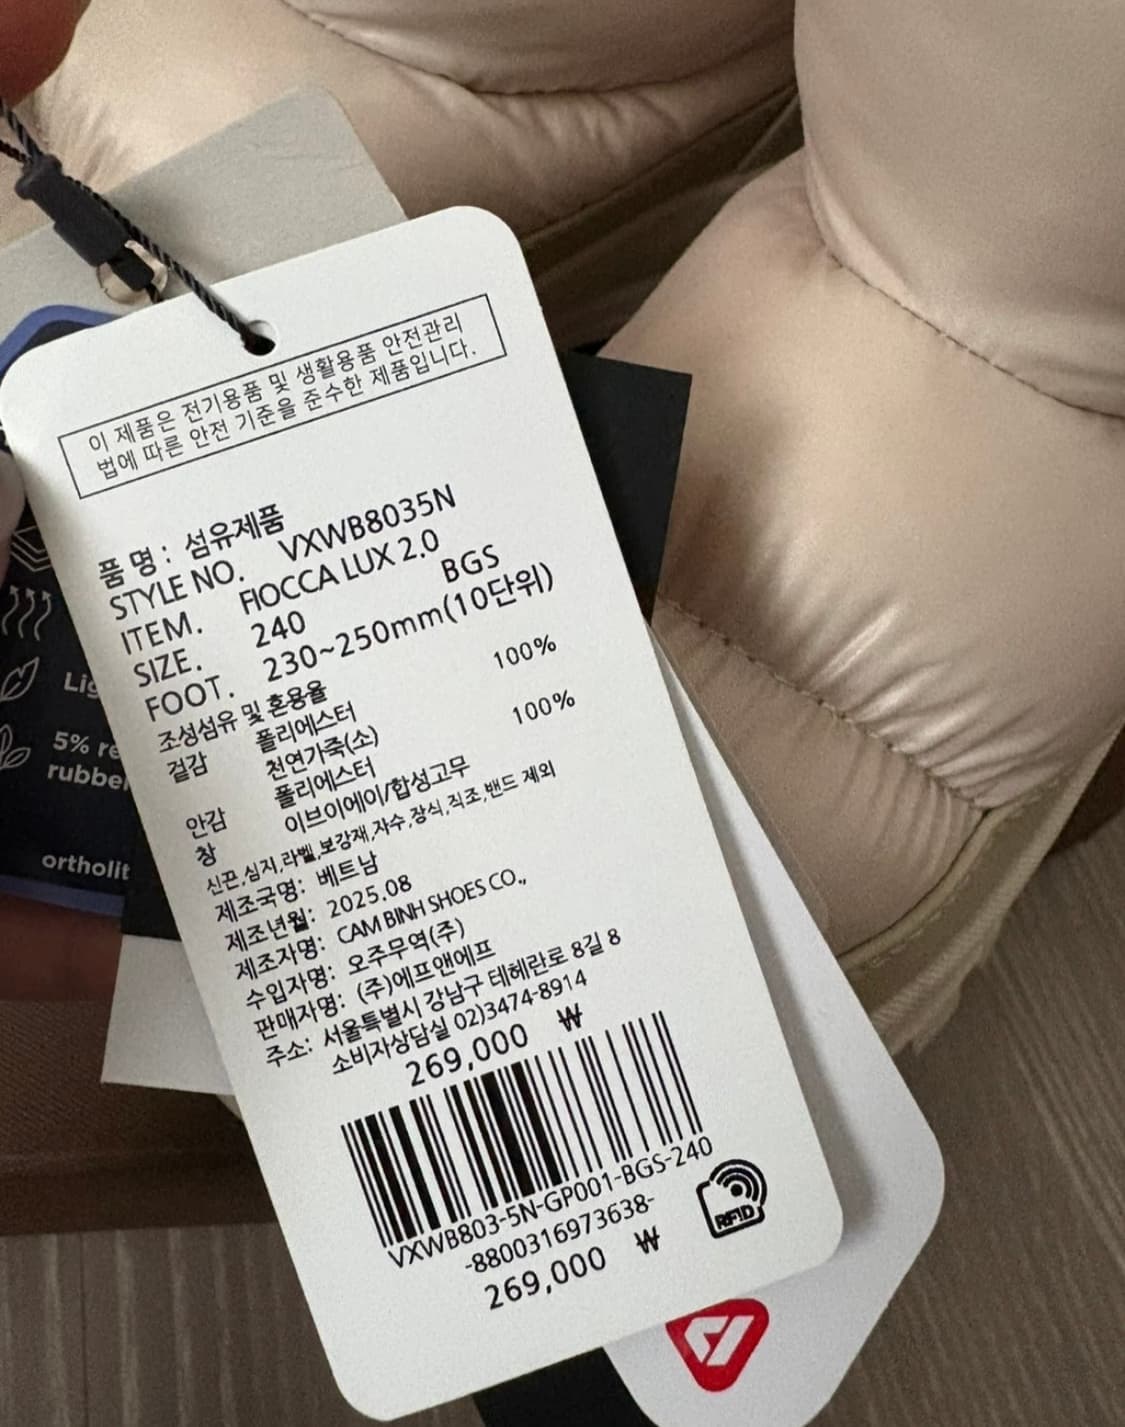 이 제품은 전기용품 및 생활용품 안전관리
법에 따른 안전 기준을 준수한 제품입니다.
품 명 : 섬유제품
STYLE NO. VXWB8035N
ITEM. FIOCCA LUX 2.0
SIZE. 240 BGS
FOOT. 230~250mm(10단위)
조성섬유 및 혼용율
겉감 폴리에스터 100%
천연가죽(소)
안감 폴리에스터 100%
창 이브이에이/합성고무
신끈,심지,라벨,보강재,자수,장식,직조,밴드 제외
제조국명: 베트남
제조년월: 2025.08
제조자명: CAM BINH SHOES CO.,
수입자명: 오주무역(주)
판매자명: (주)에프앤에프
주소: 서울특별시 강남구 테헤란로 8길 8
소비자상담실 02)3474-8914
269,000 ₩
VXWB803-5N-GP001-BGS-240
-8800316973638-
269,000 ₩
RFID
5% re
rubber
ortholit